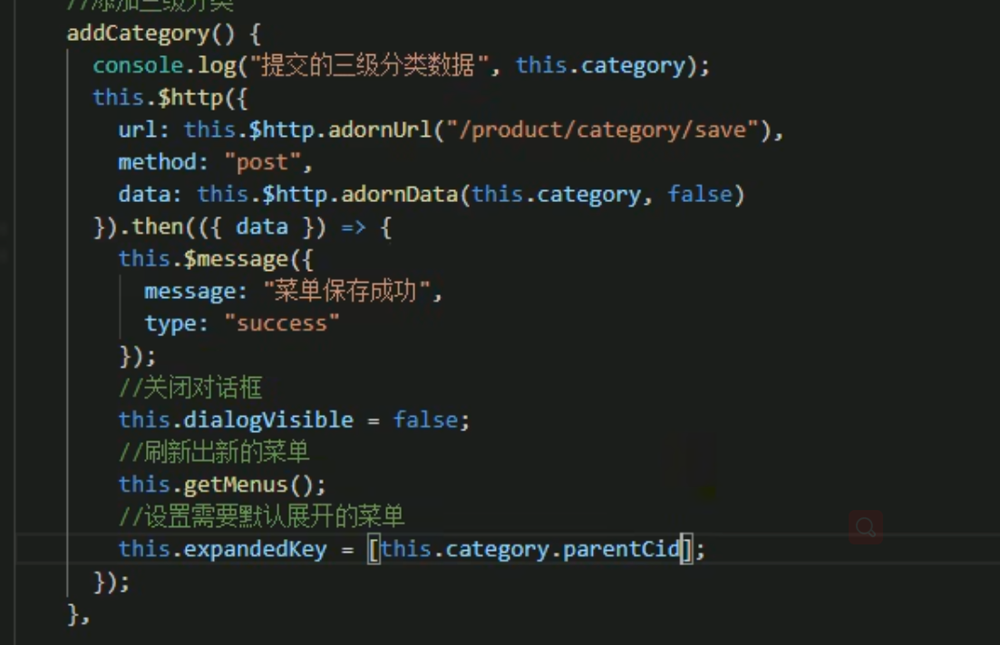 //添加三级分类
addCategory() {
console.log("提交的三级分类数据", this.category);
this.$http({
url: this.$http.adornUrl("/product/category/save"),
method: "post",
data: this.$http.adornData(this.category, false)
}).then(({ data }) => {
this.$message({
message: "菜单保存成功",
type: "success"
});
//关闭对话框
this.dialogVisible = false;
//刷新出新的菜单
this.getMenus();
//设置需要默认展开的菜单
this.expandedKey = [this.category.parentCid];
});
},